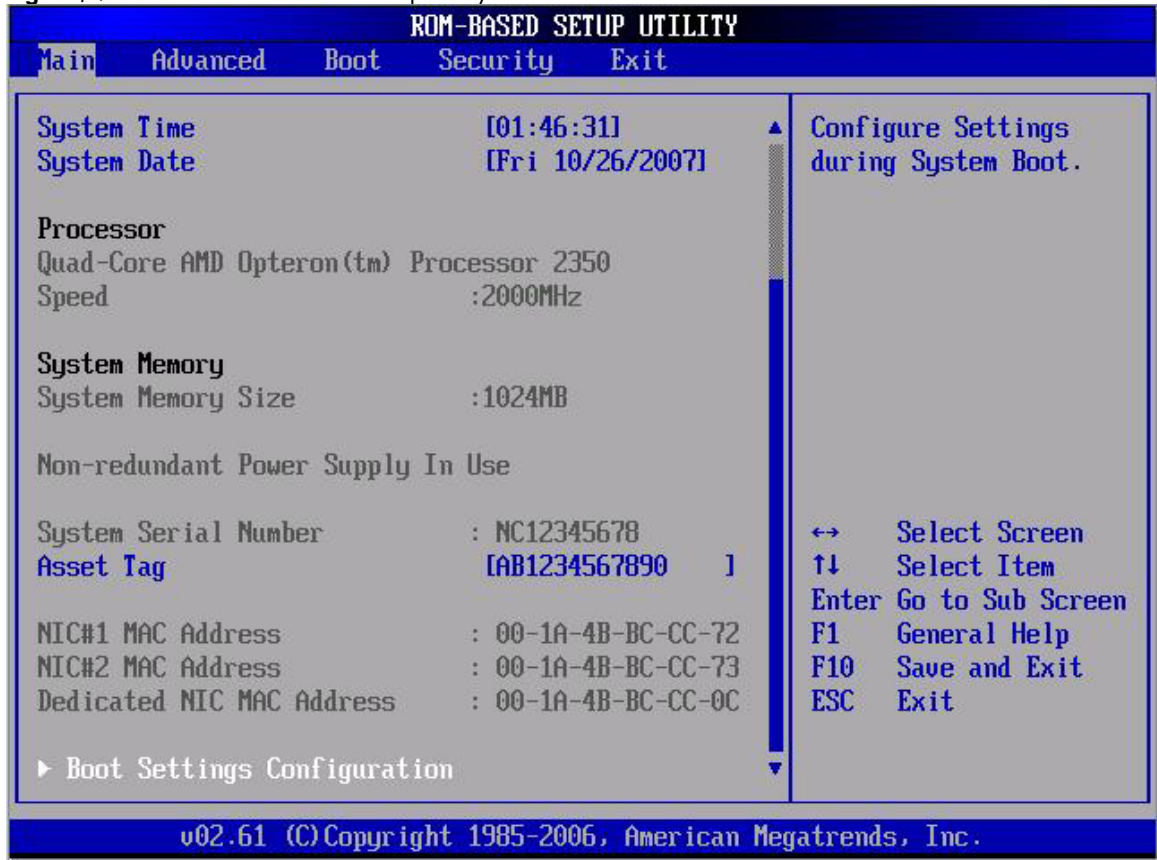 ROM-BASED SETUP UTILITY
Main Advanced Boot Security Exit
System Time [01:46:31]
System Date [Fri 10/26/2007]
Processor
Quad-Core AMD Opteron(tm) Processor 2350
Speed :2000MHz
System Memory
System Memory Size :1024MB
Non-redundant Power Supply In Use
System Serial Number : NC12345678
Asset Tag [AB1234567890 ]
NIC#1 MAC Address : 00-1A-4B-BC-CC-72
NIC#2 MAC Address : 00-1A-4B-BC-CC-73
Dedicated NIC MAC Address : 00-1A-4B-BC-CC-0C
▶ Boot Settings Configuration
Configure Settings
during System Boot.
↔ Select Screen
↑↓ Select Item
Enter Go to Sub Screen
F1 General Help
F10 Save and Exit
ESC Exit
v02.61 (C)Copyright 1985-2006, American Megatrends, Inc.